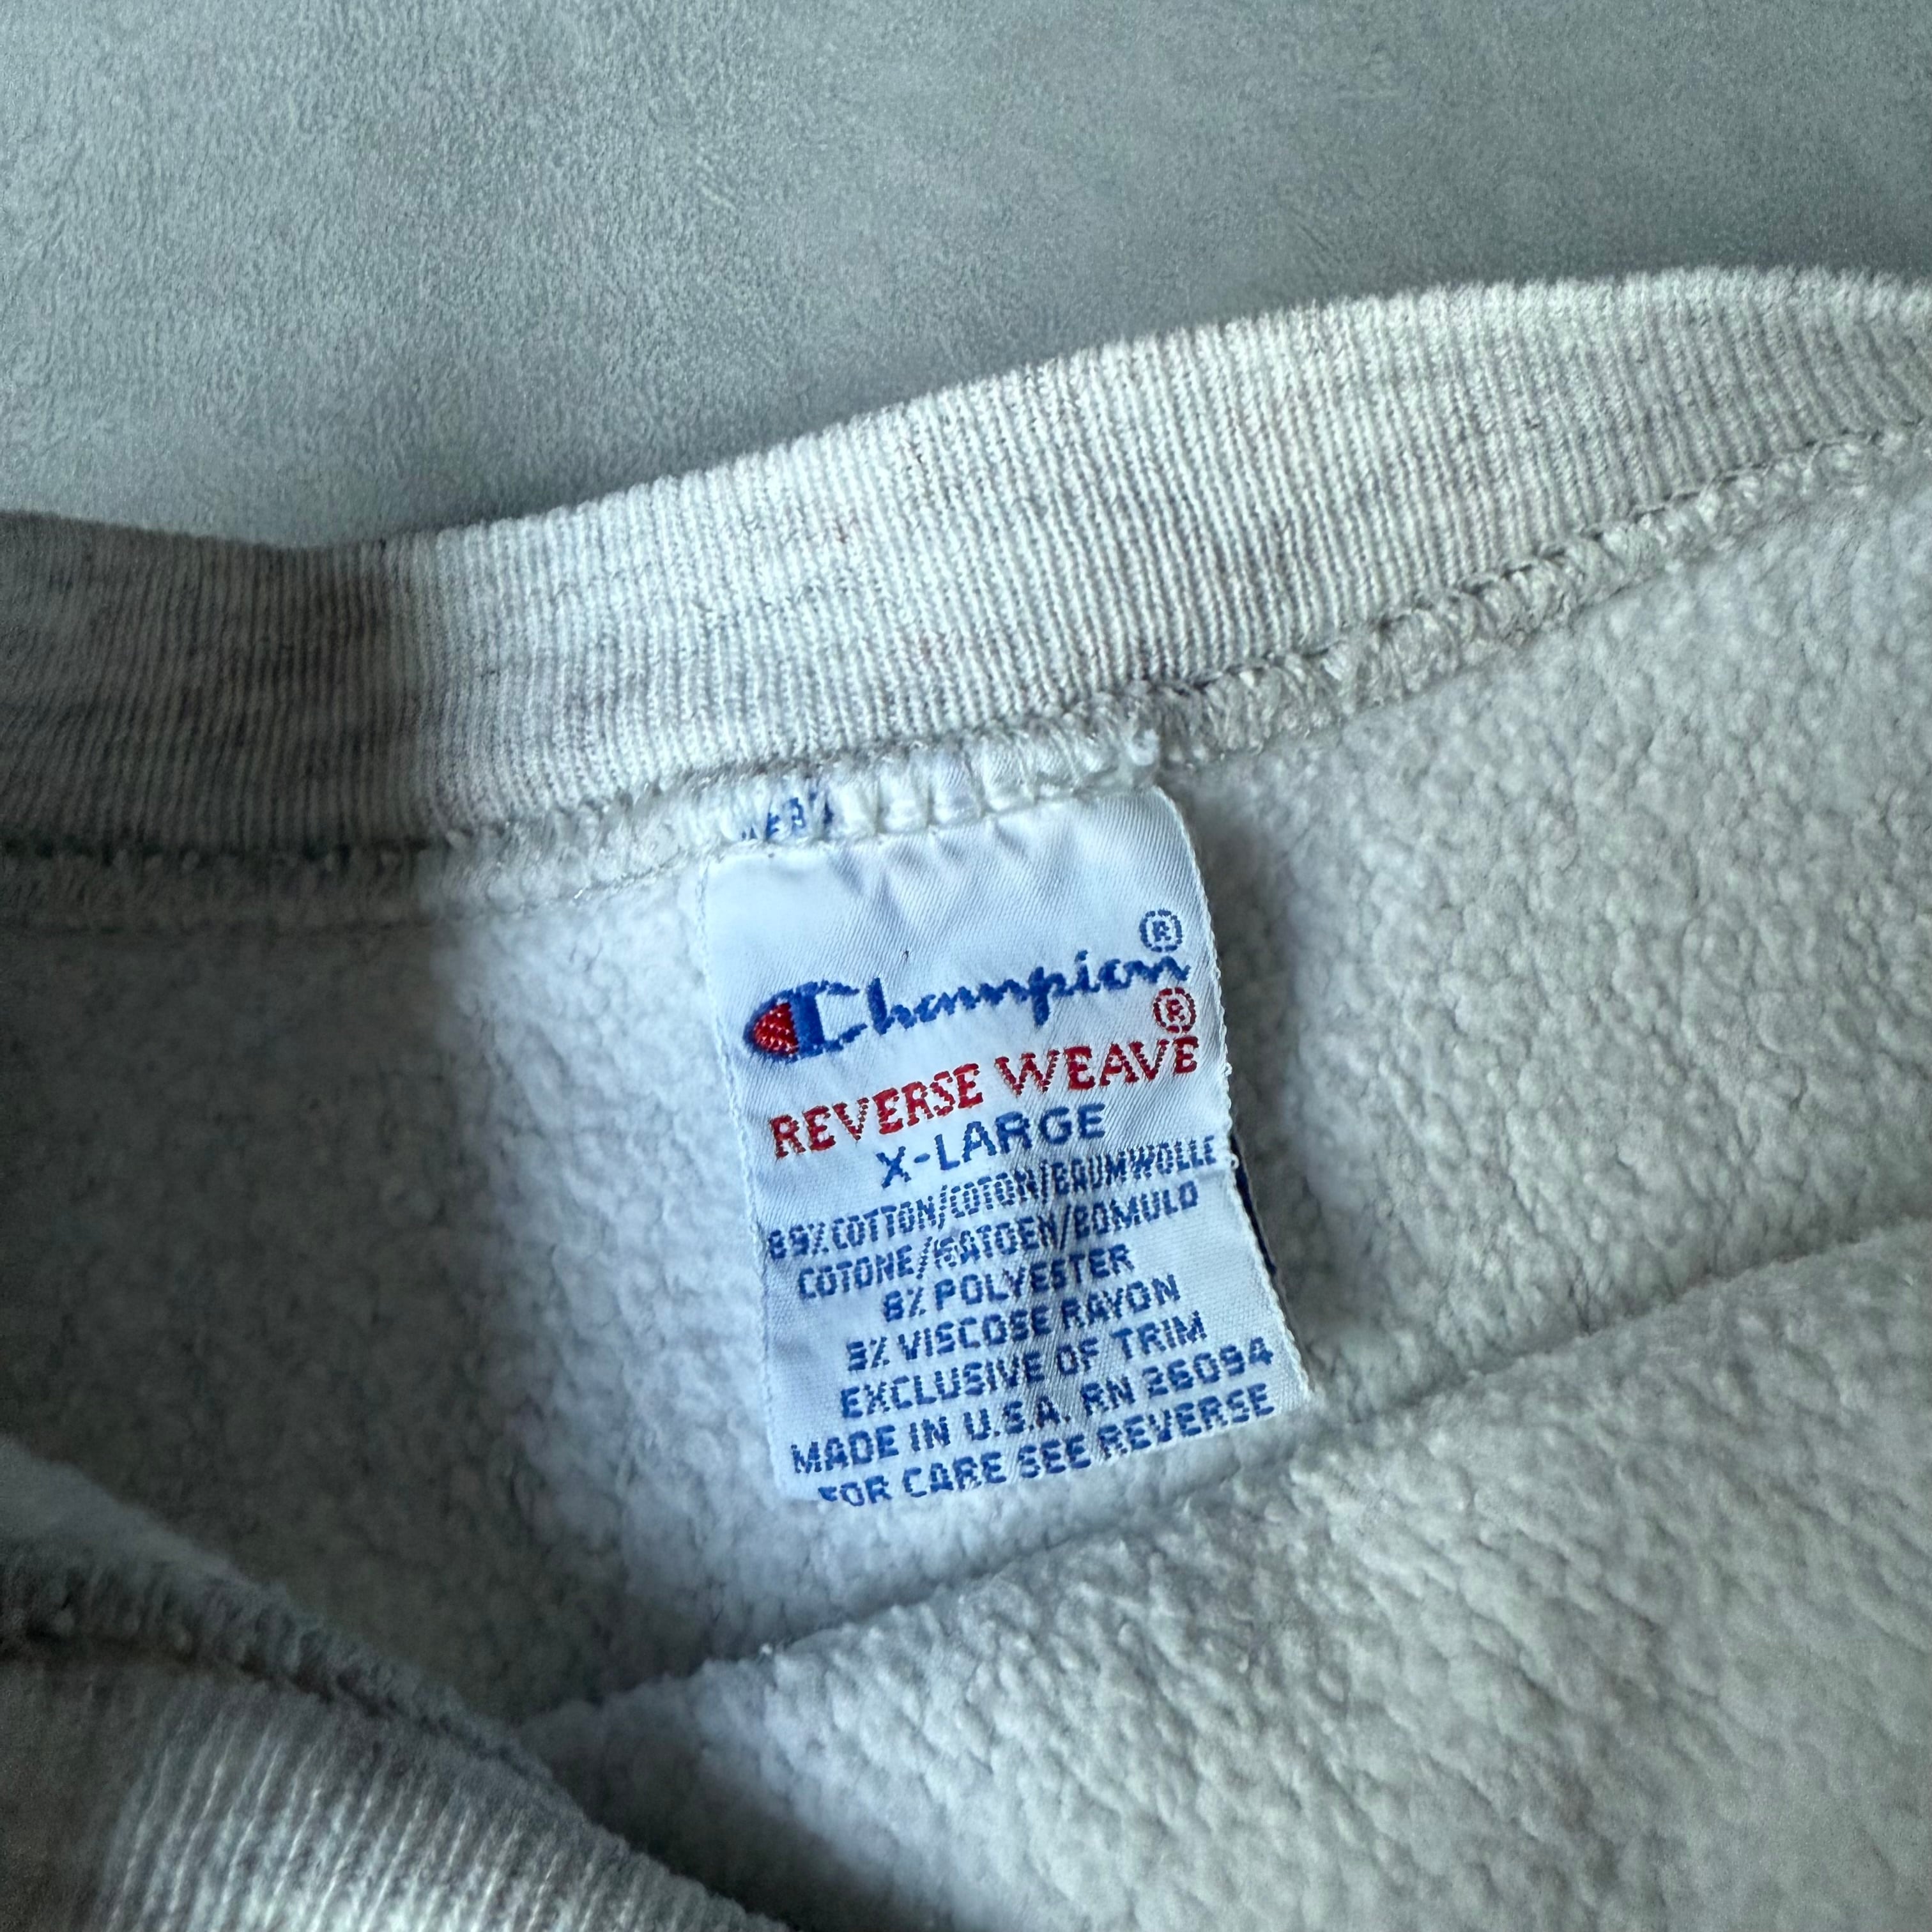 Champion®
REVERSE WEAVE®
X-LARGE
89% COTTON/COTON/BAUMWOLLE
COTONE/KATOEN/BOMULD
8% POLYESTER
3% VISCOSE RAYON
EXCLUSIVE OF TRIM
MADE IN U.S.A. RN 26094
FOR CARE SEE REVERSE